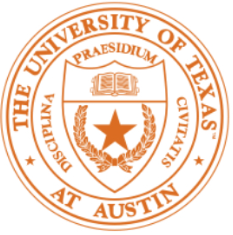 THE UNIVERSITY OF TEXAS
AT AUSTIN
PRAESIDIUM
DISCIPLINA
CIVITATIS